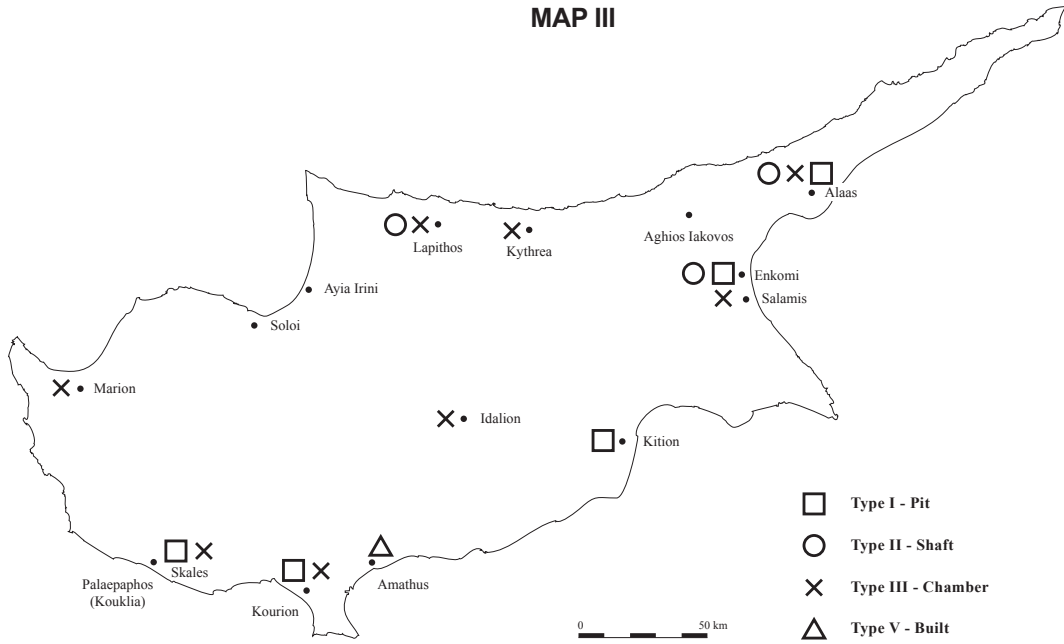 MAP III
Alaas
Lapithos
Kythrea
Aghios Iakovos
Enkomi
Salamis
Ayia Irini
Soloi
Marion
Idalion
Kition
Skales
Palaepaphos
(Kouklia)
Kourion
Amathus
Type I - Pit
Type II - Shaft
Type III - Chamber
Type V - Built
0 50 km